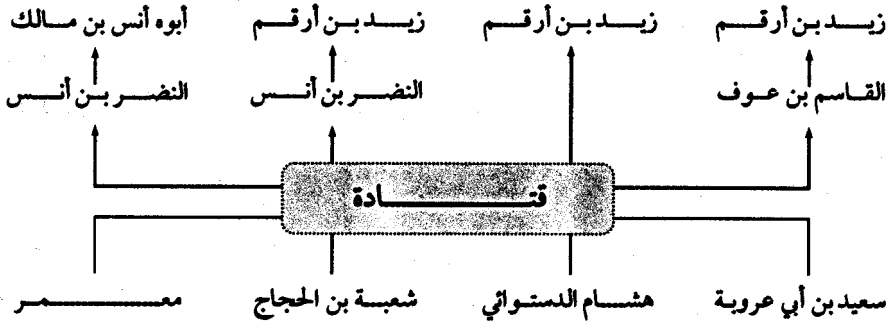 زيد بن أرقم زيد بن أرقم زيد بن أرقم أبوه أنس بن مالك
القاسم بن عوف النضر بن أنس النضر بن أنس
قتادة
سعيد بن أبي عروبة هشام الدستوائي شعبة بن الحجاج معمر